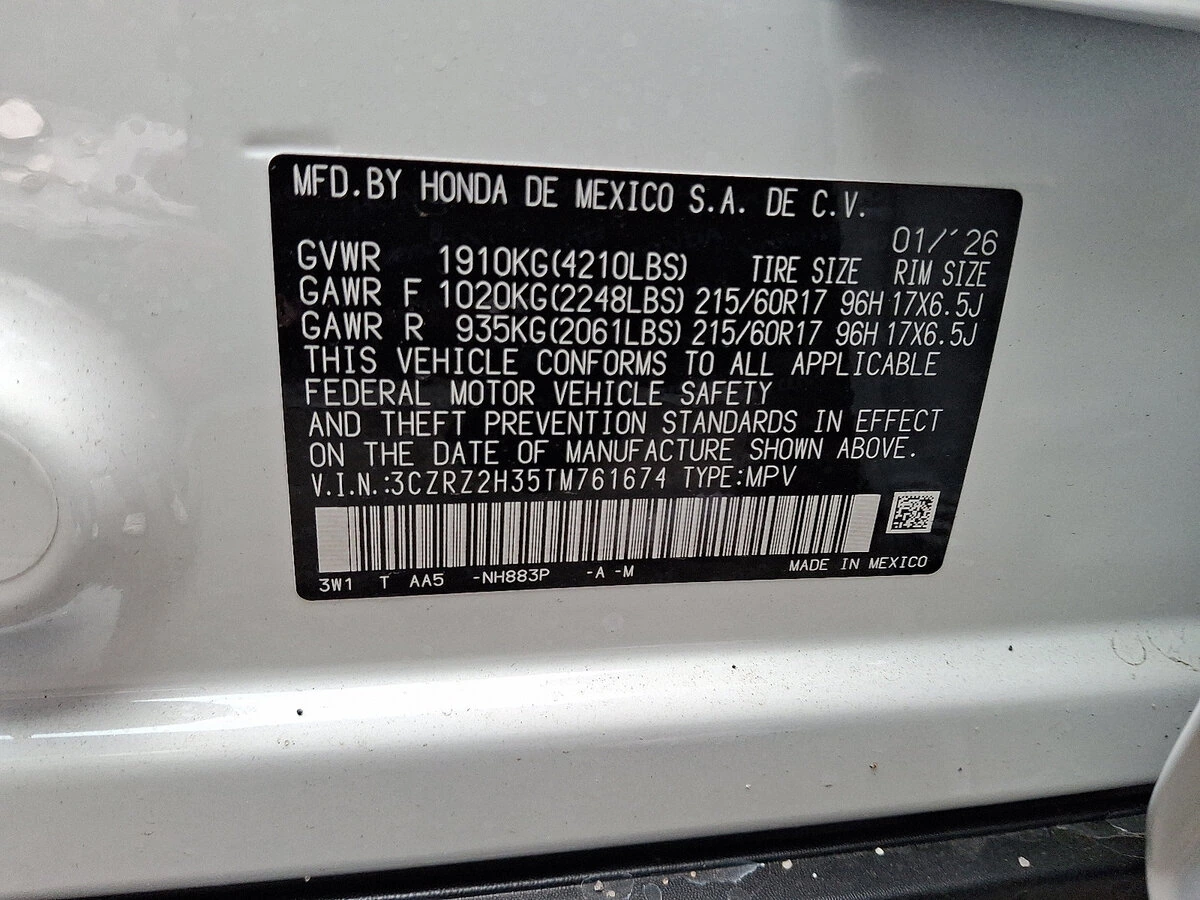 MFD.BY HONDA DE MEXICO S.A. DE C.V.
01/´26
GVWR 1910KG(4210LBS) TIRE SIZE RIM SIZE
GAWR F 1020KG(2248LBS) 215/60R17 96H 17X6.5J
GAWR R 935KG(2061LBS) 215/60R17 96H 17X6.5J
THIS VEHICLE CONFORMS TO ALL APPLICABLE
FEDERAL MOTOR VEHICLE SAFETY
AND THEFT PREVENTION STANDARDS IN EFFECT
ON THE DATE OF MANUFACTURE SHOWN ABOVE.
V.I.N.:3CZRZ2H35TM761674 TYPE:MPV
3W1 T AA5 -NH883P -A -M MADE IN MEXICO